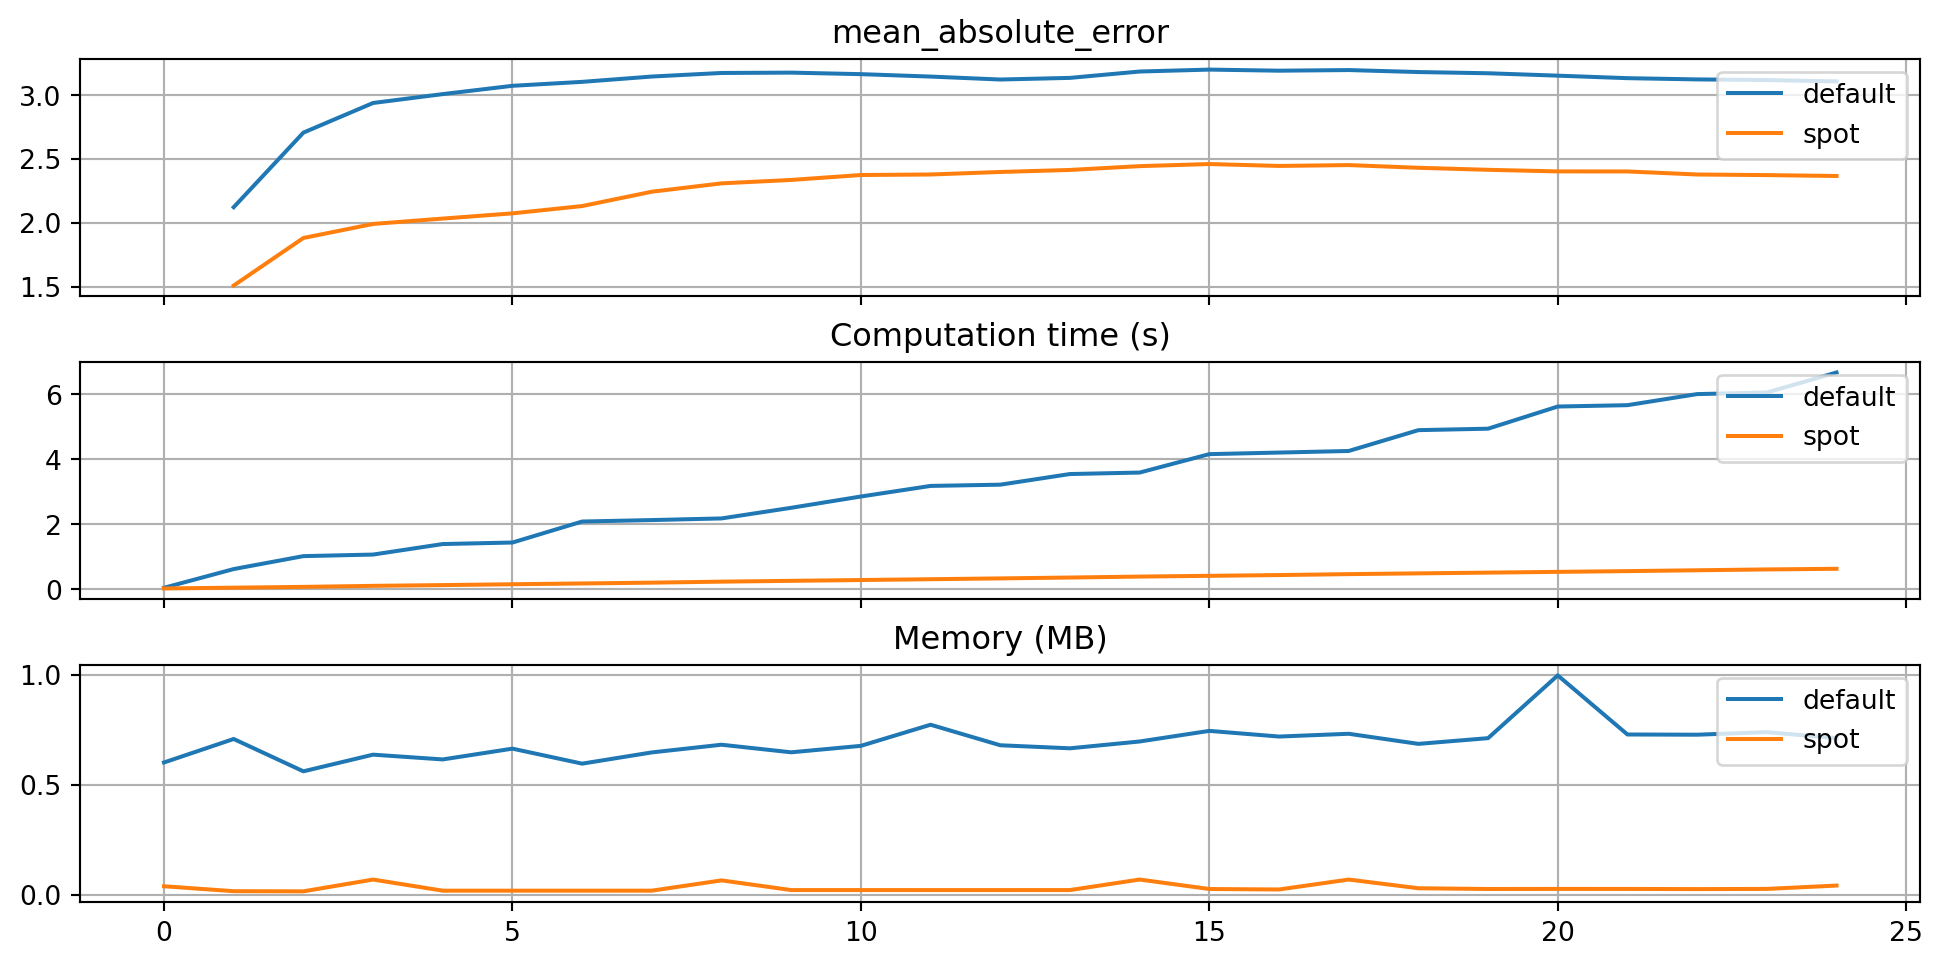 mean_absolute_error
3.0
2.5
2.0
1.5
default
spot
Computation time (s)
6
4
2
0
default
spot
Memory (MB)
1.0
0.5
0.0
default
spot
0 5 10 15 20 25